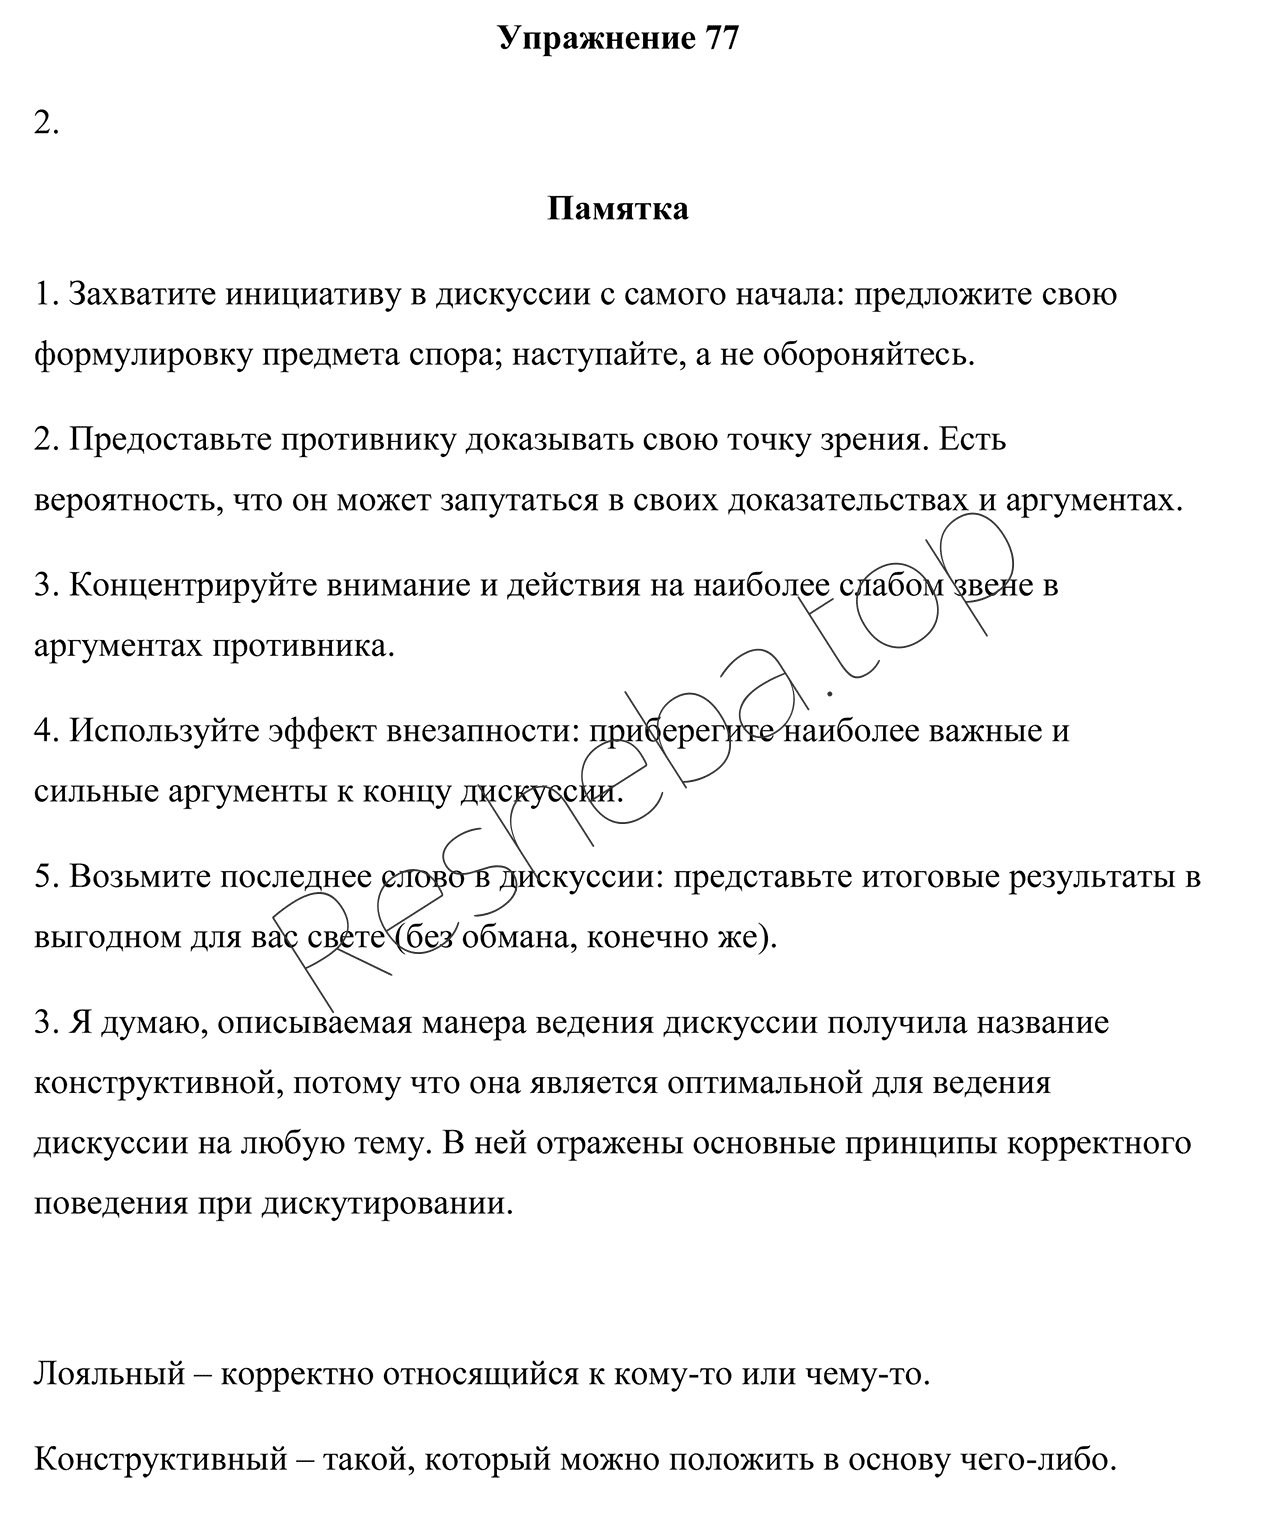 Упражнение 77
2.
Памятка
1. Захватите инициативу в дискуссии с самого начала: предложите свою
формулировку предмета спора; наступайте, а не обороняйтесь.
2. Предоставьте противнику доказывать свою точку зрения. Есть
вероятность, что он может запутаться в своих доказательствах и аргументах.
3. Концентрируйте внимание и действия на наиболее слабом звене в
аргументах противника.
4. Используйте эффект внезапности: приберегите наиболее важные и
сильные аргументы к концу дискуссии.
5. Возьмите последнее слово в дискуссии: представьте итоговые результаты в
выгодном для вас свете (без обмана, конечно же).
3. Я думаю, описываемая манера ведения дискуссии получила название
конструктивной, потому что она является оптимальной для ведения
дискуссии на любую тему. В ней отражены основные принципы корректного
поведения при дискутировании.
Лояльный – корректно относящийся к кому-то или чему-то.
Конструктивный – такой, который можно положить в основу чего-либо.
Resheba.top